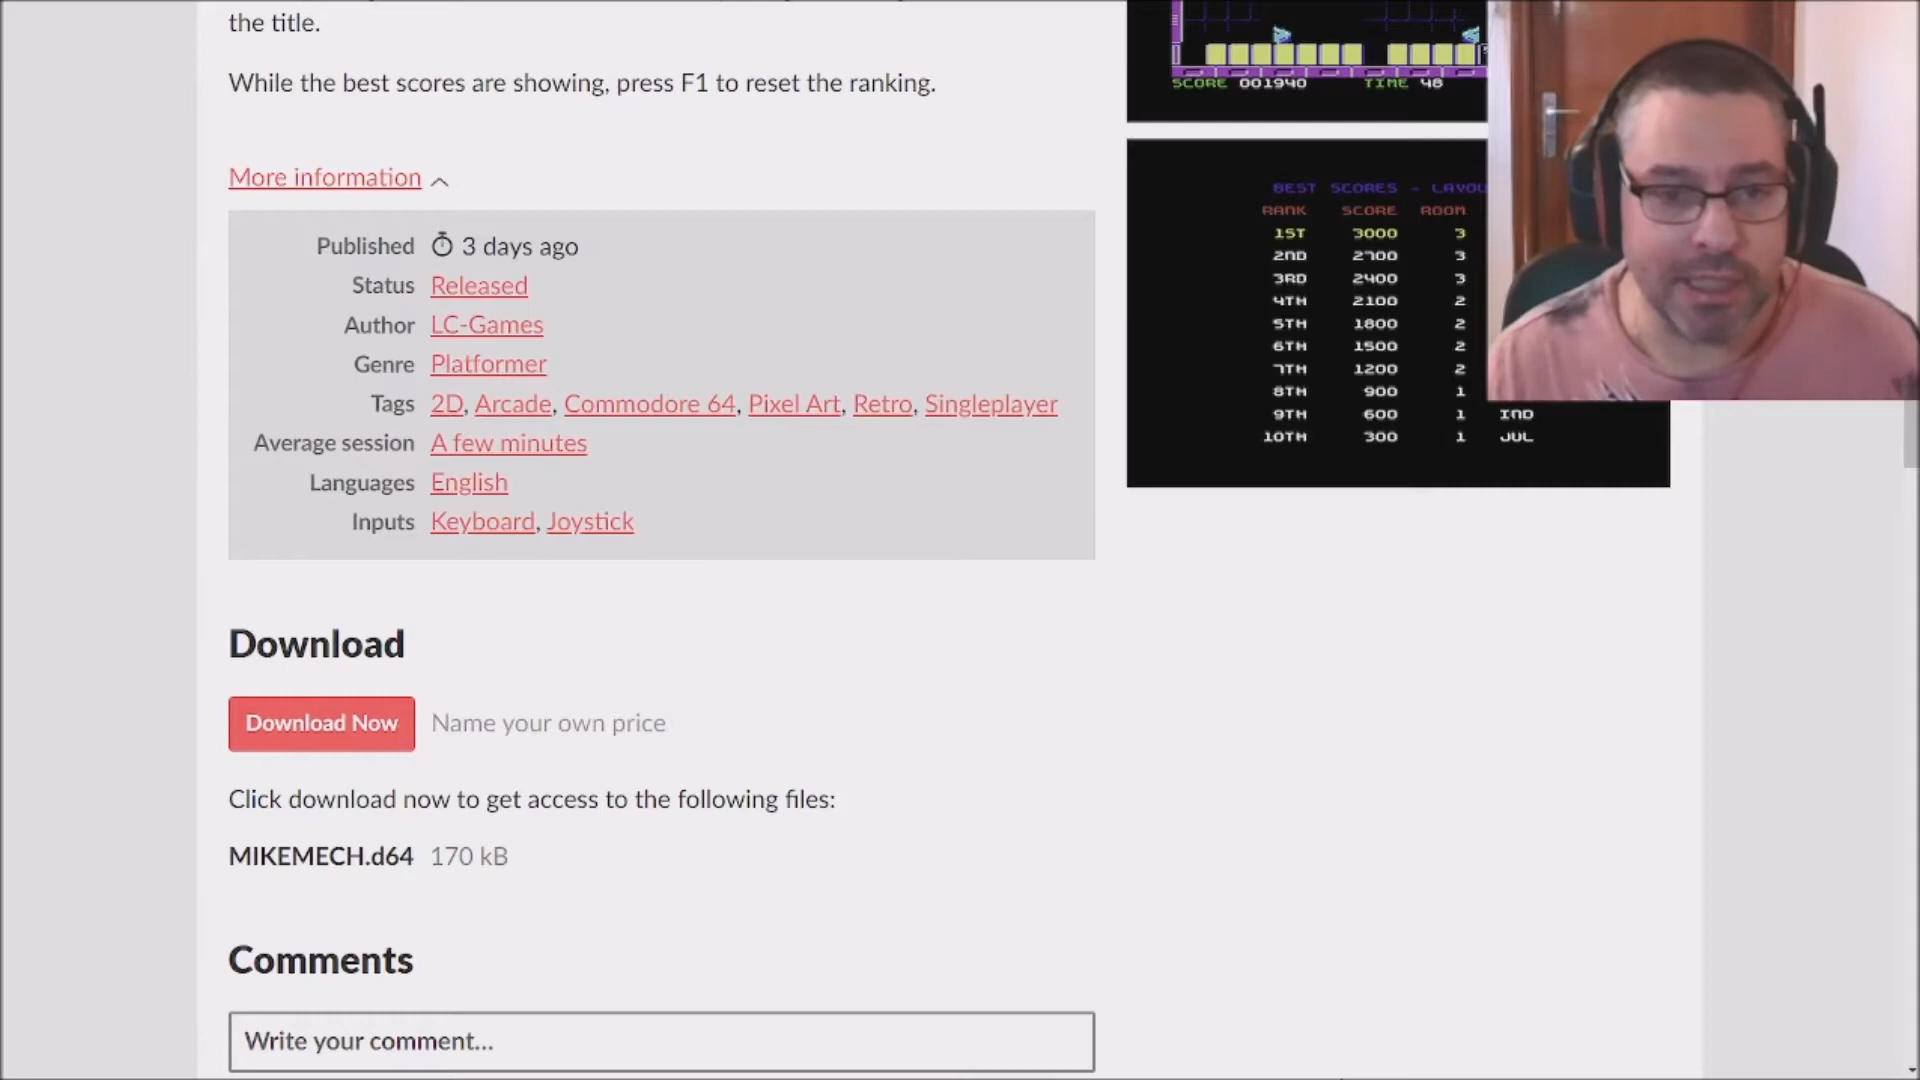 the title.
While the best scores are showing, press F1 to reset the ranking.
More information
Published 3 days ago
Status Released
Author LC-Games
Genre Platformer
Tags 2D, Arcade, Commodore 64, Pixel Art, Retro, Singleplayer
Average session A few minutes
Languages English
Inputs Keyboard, Joystick
Download
Download Now Name your own price
Click download now to get access to the following files:
MIKEMECH.d64 170 kB
Comments
Write your comment...
SCORE 001940 TIME 48
BEST SCORES - LAYOU
RANK SCORE ROOM
1ST 3000 3
2ND 2700 3
3RD 2400 3
4TH 2100 2
5TH 1800 2
6TH 1500 2
7TH 1200 2
8TH 900 1
9TH 600 1 IND
10TH 300 1 JUL